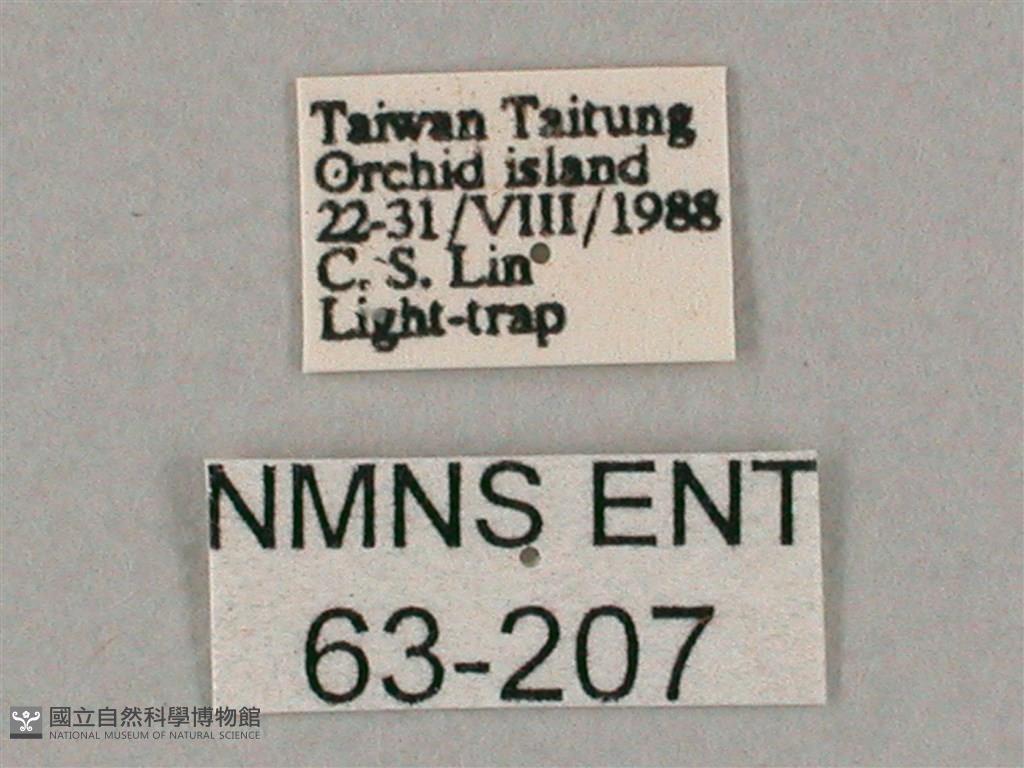 Taiwan Taitung
Orchid island
22-31/VIII/1988
C. S. Lin
Light-trap
NMNS ENT
63-207
國立自然科學博物館
NATIONAL MUSEUM OF NATURAL SCIENCE